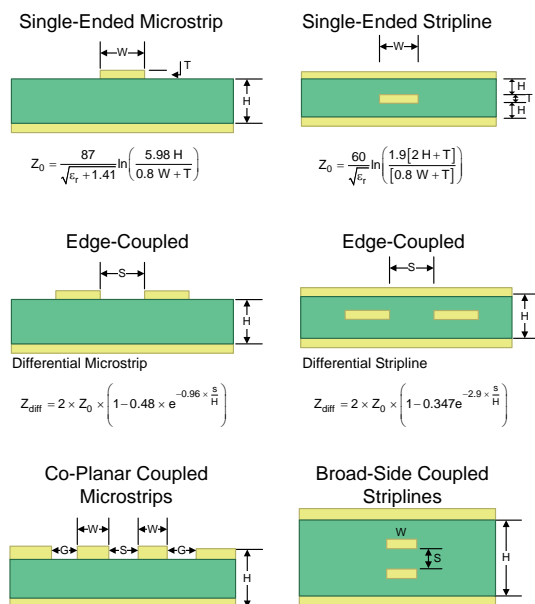 Single-Ended Microstrip
W
T
H
Z0 = 87 / √(εr + 1.41) ln( 5.98 H / 0.8 W + T )
Single-Ended Stripline
W
H
T
H
Z0 = 60 / √εr ln( 1.9[2 H + T] / [0.8 W + T] )
Edge-Coupled
S
H
Differential Microstrip
Zdiff = 2 × Z0 × ( 1 − 0.48 × e^(−0.96 × s/H) )
Edge-Coupled
S
H
Differential Stripline
Zdiff = 2 × Z0 × ( 1 − 0.347e^(−2.9 × s/H) )
Co-Planar Coupled
Microstrips
W W
G S G
H
Broad-Side Coupled
Striplines
W
S
H